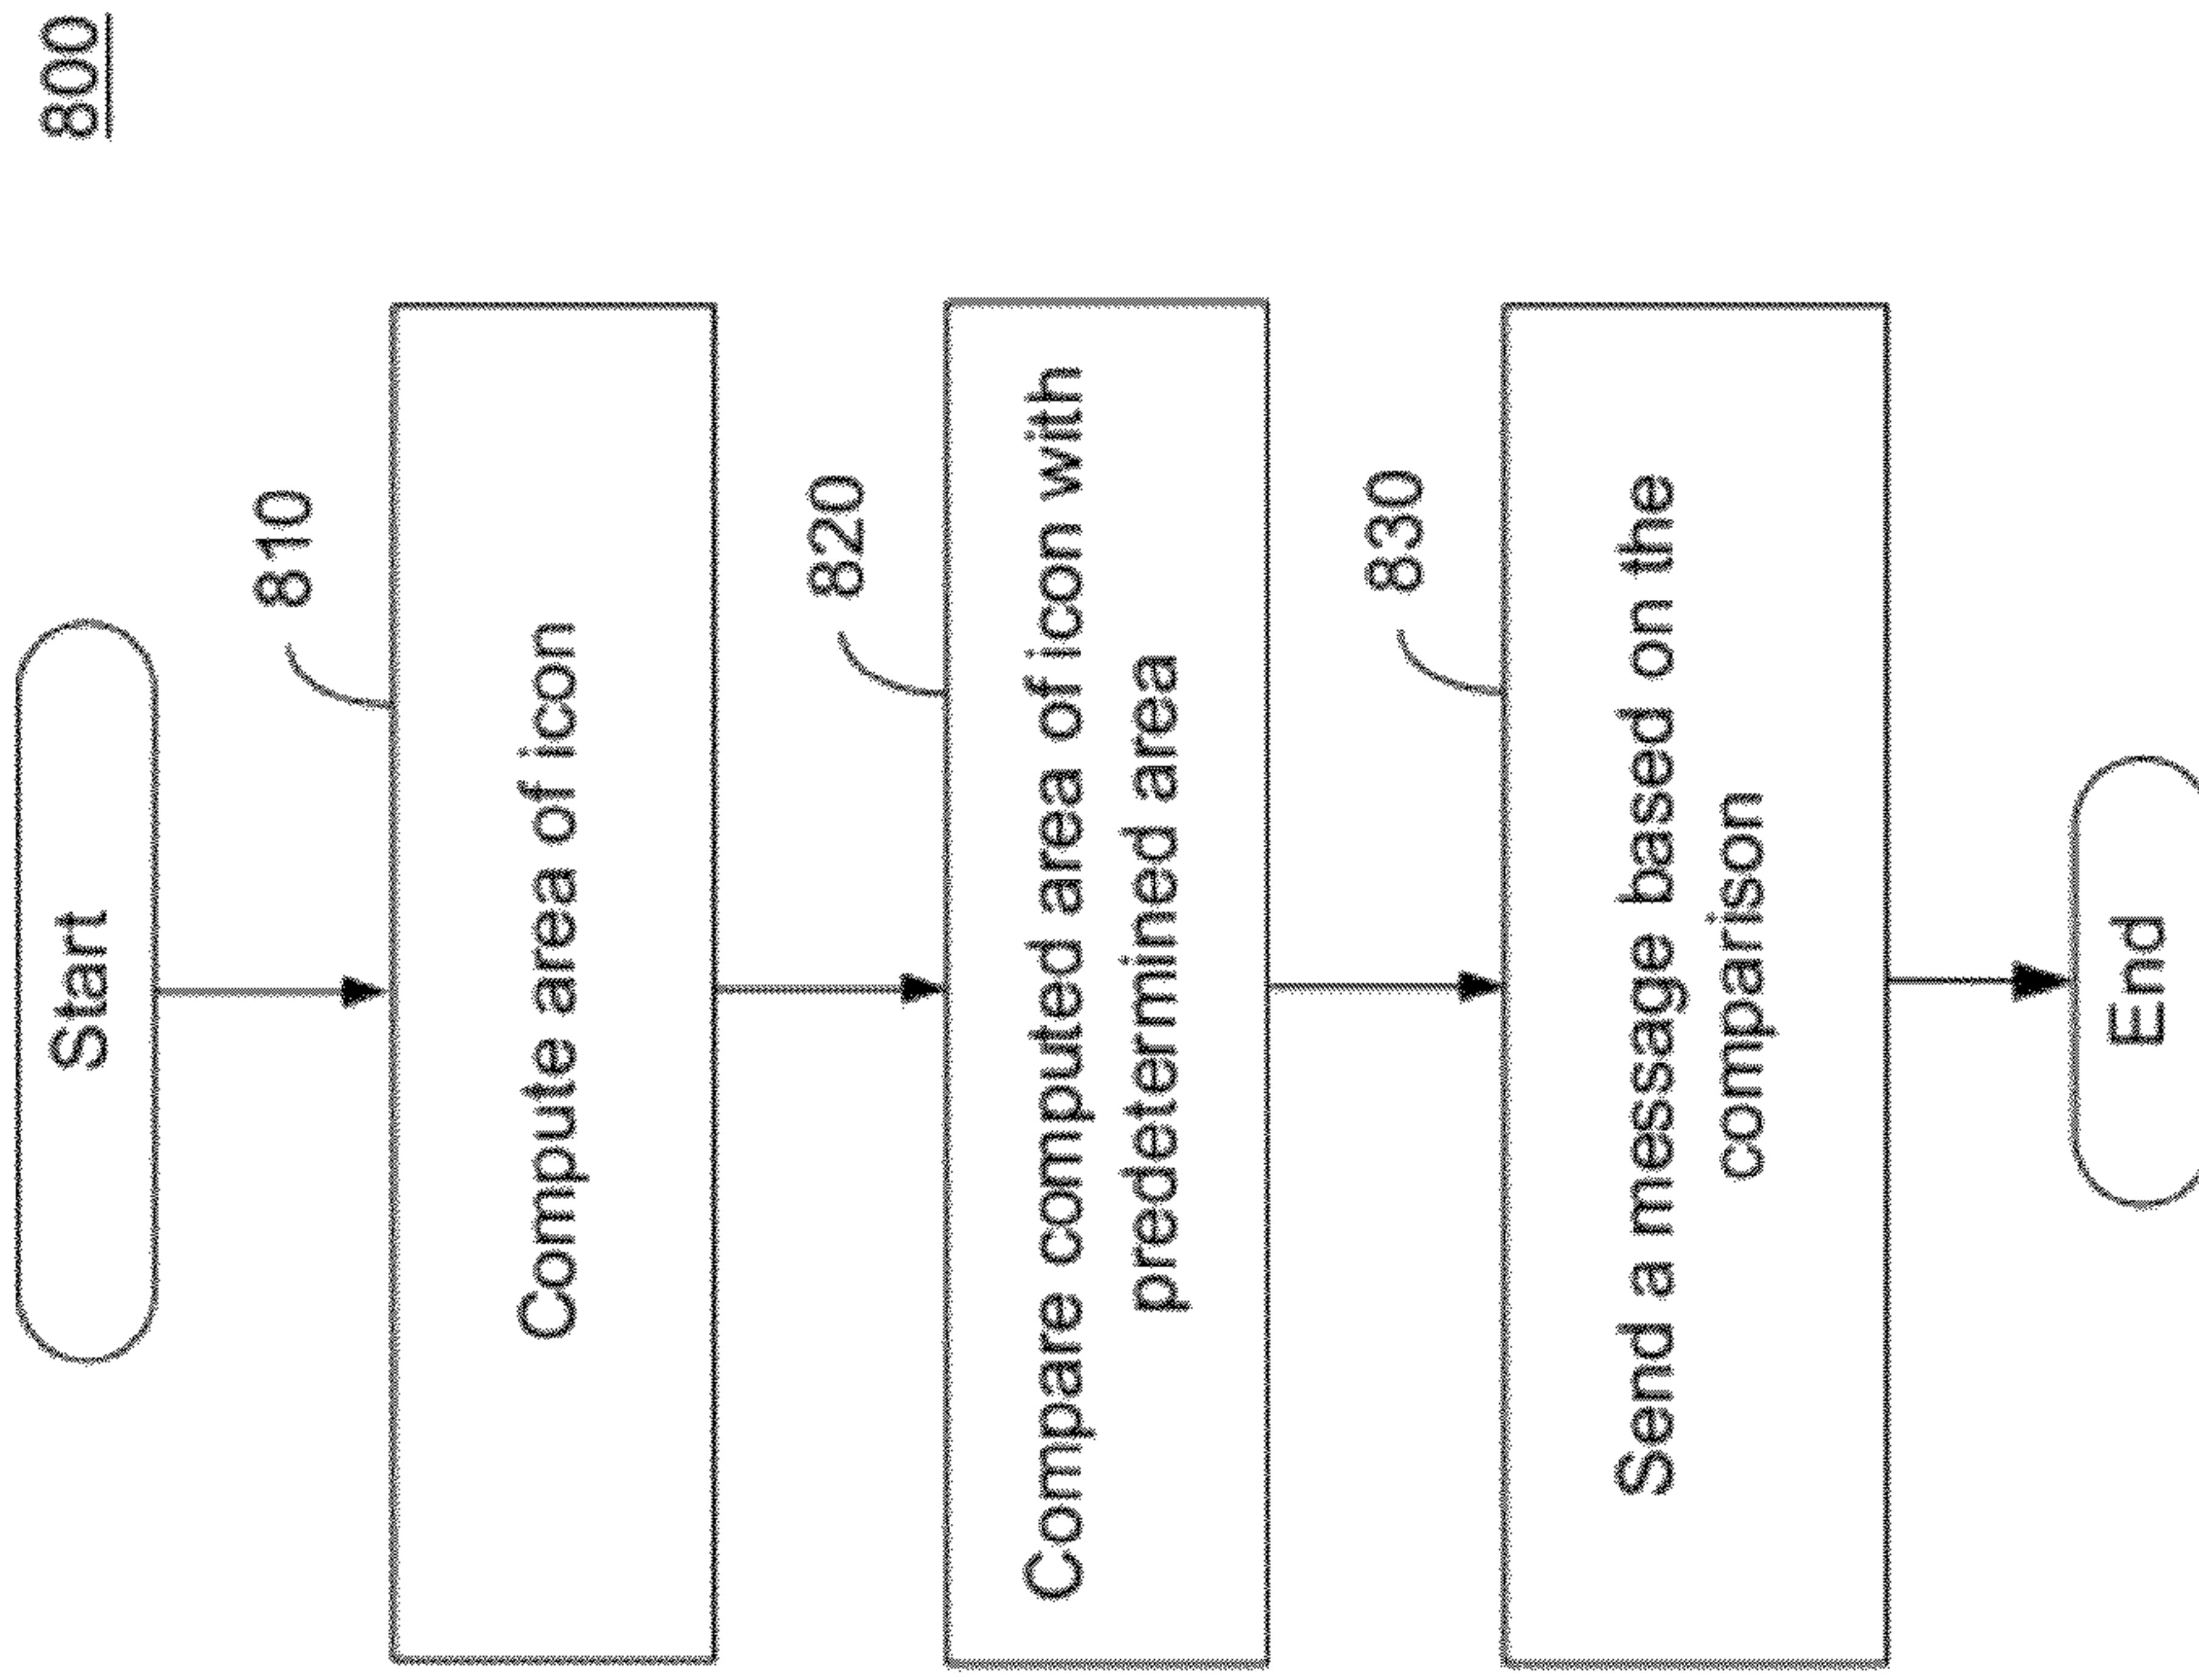 800
Start
810
Compute area of icon
820
Compare computed area of icon with
predetermined area
830
Send a message based on the
comparison
End